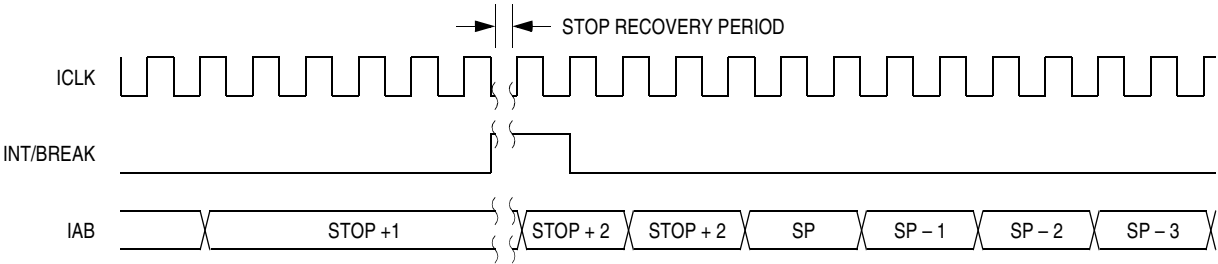 STOP RECOVERY PERIOD
ICLK
INT/BREAK
IAB
STOP +1
STOP + 2
STOP + 2
SP
SP – 1
SP – 2
SP – 3